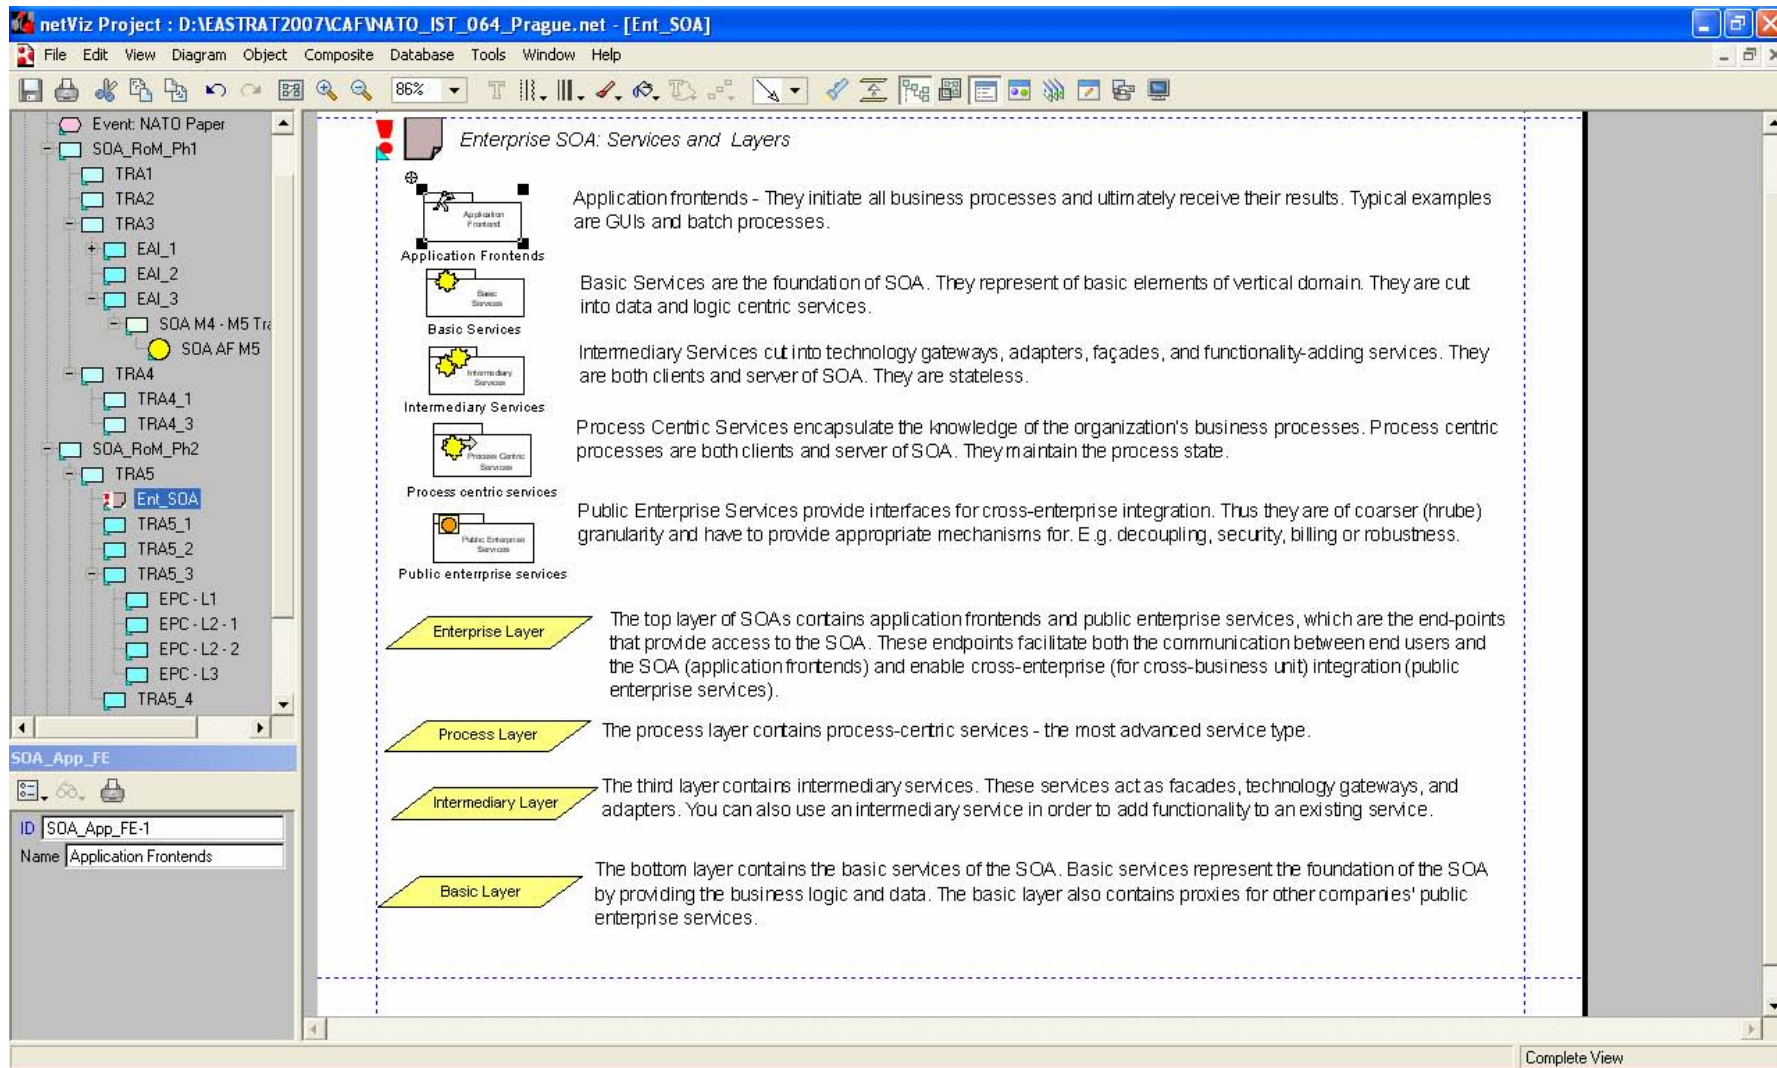 netViz Project : D:\EASTRAT2007\CAF\NATO_IST_064_Prague.net - [Ent_SOA]
File Edit View Diagram Object Composite Database Tools Window Help
86%
Event: NATO Paper
SOA_RoM_Ph1
TRA1
TRA2
TRA3
EAI_1
EAI_2
EAI_3
SOA M4 - M5 Tra
SOA AF M5
TRA4
TRA4_1
TRA4_3
SOA_RoM_Ph2
TRA5
Ent_SOA
TRA5_1
TRA5_2
TRA5_3
EPC - L1
EPC - L2 - 1
EPC - L2 - 2
EPC - L3
TRA5_4
SOA_App_FE
ID SOA_App_FE-1
Name Application Frontends
Enterprise SOA: Services and Layers
Application
Frontend
Application Frontends
Application frontends - They initiate all business processes and ultimately receive their results. Typical examples
are GUIs and batch processes.
Basic
Services
Basic Services
Basic Services are the foundation of SOA. They represent of basic elements of vertical domain. They are cut
into data and logic centric services.
Intermediary
Services
Intermediary Services
Intermediary Services cut into technology gateways, adapters, façades, and functionality-adding services. They
are both clients and server of SOA. They are stateless.
Process Centric
Services
Process centric services
Process Centric Services encapsulate the knowledge of the organization's business processes. Process centric
processes are both clients and server of SOA. They maintain the process state.
Public Enterprise
Services
Public enterrprise services
Public Enterprise Services provide interfaces for cross-enterprise integration. Thus they are of coarser (hrube)
granularity and have to provide appropriate mechanisms for. E.g. decoupling, security, billing or robustness.
Enterprise Layer
The top layer of SOAs contains application frontends and public enterprise services, which are the end-points
that provide access to the SOA. These endpoints facilitate both the communication between end users and
the SOA (application frontends) and enable cross-enterprise (for cross-business unit) integration (public
enterprise services).
Process Layer
The process layer contains process-centric services - the most advanced service type.
Intermediary Layer
The third layer contains intermediary services. These services act as facades, technology gateways, and
adapters. You can also use an intermediary service in order to add functionality to an existing service.
Basic Layer
The bottom layer contains the basic services of the SOA. Basic services represent the foundation of the SOA
by providing the business logic and data. The basic layer also contains proxies for other companies' public
enterprise services.
Complete View